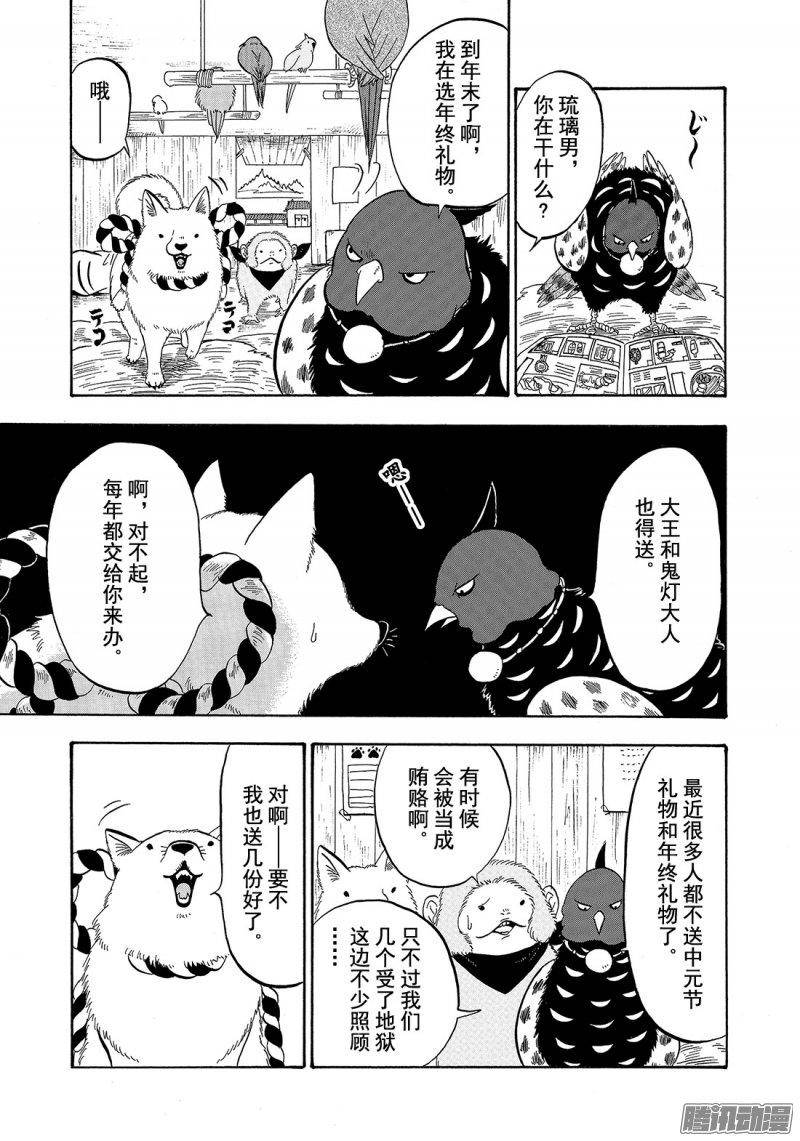 琉璃男，
你在干什么？
じ～
到年末了啊，
我在选年终礼物。
哦——
テコ
テコ
大王和鬼灯大人
也得送。
嗯——
啊，对不起，
每年都交给你来办。
最近很多人都不送中元节
礼物和年终礼物了。
有时候
会被当成
贿赂啊。
只不过我们
几个受了地狱
这边不少照顾
……
对啊——要不
我也送几份好了。
腾讯动漫